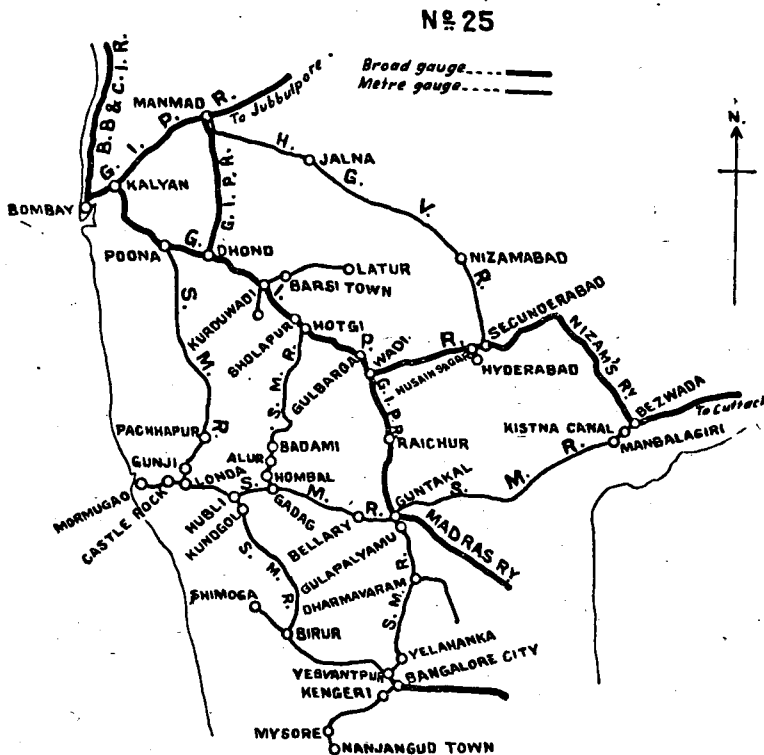 Nº 25
Broad gauge
Metre gauge
N.
B.B & C.I.R.
MANMAD
G. I. P. R.
To Jubbulpore
H. G. V. R.
JALNA
G.I.P.R.
KALYAN
BOMBAY
POONA
G. I. P. R.
DHOND
LATUR
BARSI TOWN
KURDUWADI
NIZAMABAD
SECUNDERABAD
NIZAM'S RY.
SHOLAPUR
HOTGI
GULBARGA
WADI
HUSAIN SAGAR
HYDERABAD
S. M. R.
S. M. R.
G.I.P.R.
BEZWADA
To Cuttack
KISTNA CANAL
MANGALAGIRI
PACHHAPUR
BADAMI
RAICHUR
GUNJI
ALUR
HOMBAL
LONDA
MORMUGAO
CASTLE ROCK
S. M. R.
GADAG
GUNTAKAL
S. M. R.
HUBLI
KUNDGOL
BELLARY
GULAPALYAMU
MADRAS RY
S. M. R.
S. M. R.
DHARMAVARAM
SHIMOGA
BIRUR
YELAHANKA
YESVANTPUR
BANGALORE CITY
KENGERI
MYSORE
NANJANGUD TOWN